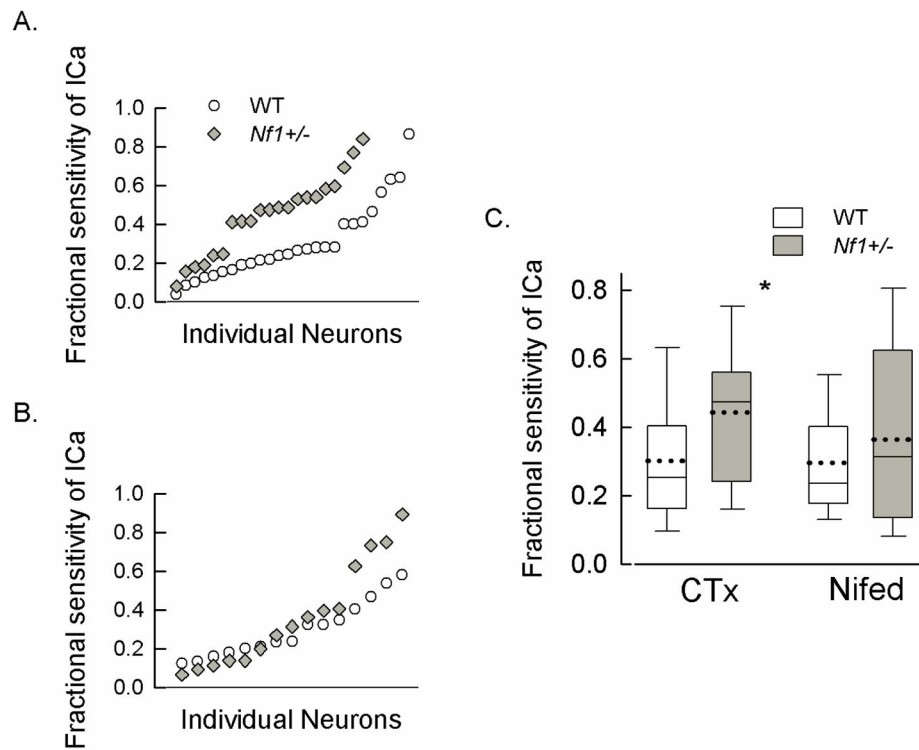 A.
Fractional sensitivity of ICa
WT
Nf1+/-
1.0
0.8
0.6
0.4
0.2
0.0
Individual Neurons
B.
Fractional sensitivity of ICa
1.0
0.8
0.6
0.4
0.2
0.0
Individual Neurons
C.
WT
Nf1+/-
Fractional sensitivity of ICa
0.8
0.6
0.4
0.2
0.0
*
CTx Nifed